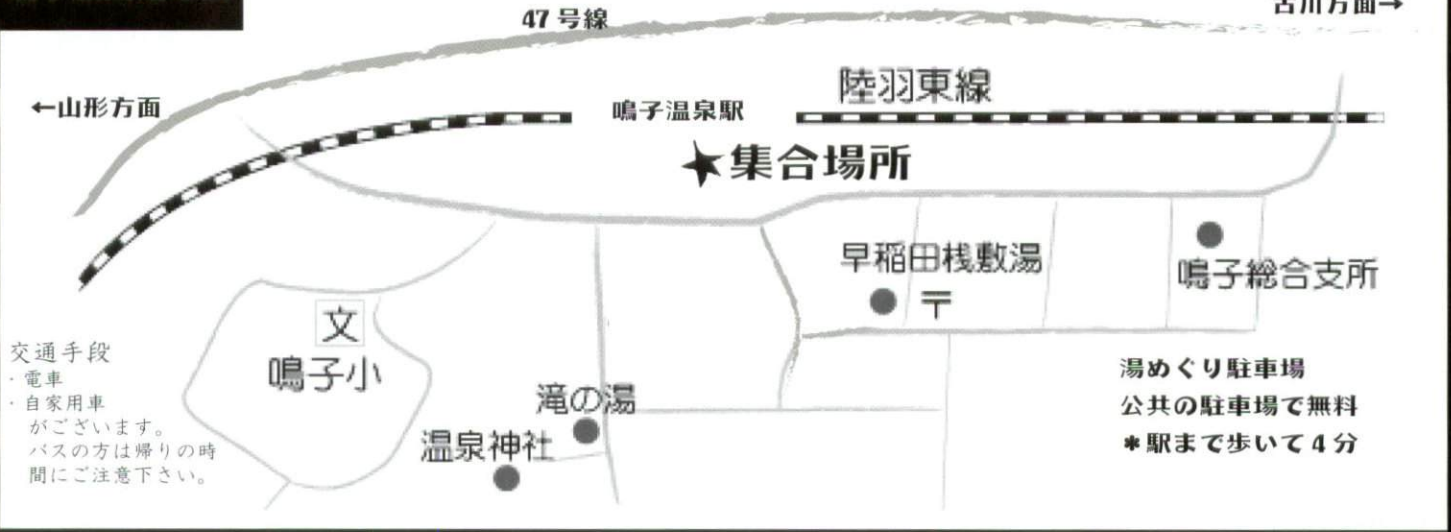 47号線
古川方面→
←山形方面
鳴子温泉駅
陸羽東線
★集合場所
早稲田桟敷湯
〒
鳴子総合支所
文
鳴子小
滝の湯
温泉神社
交通手段
・電車
・自家用車
がございます。
バスの方は帰りの時
間にご注意下さい。
湯めぐり駐車場
公共の駐車場で無料
*駅まで歩いて4分